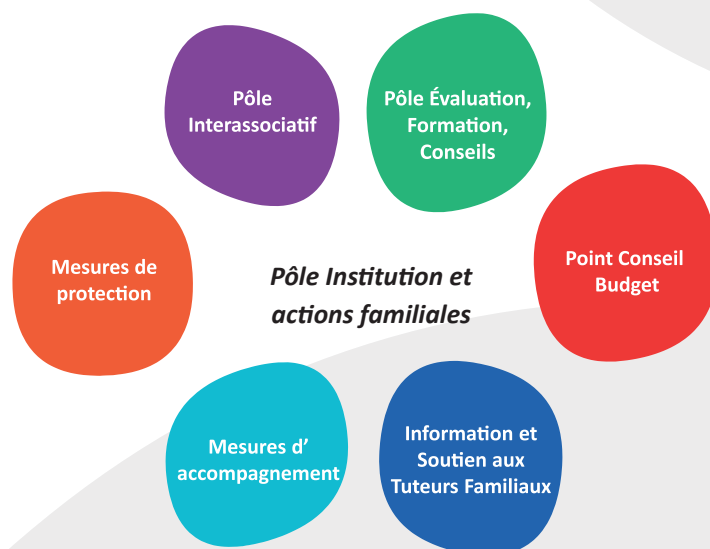 Pôle
Interassociatif
Pôle Évaluation,
Formation,
Conseils
Mesures de
protection
Pôle Institution et
actions familiales
Point Conseil
Budget
Mesures d’
accompagnement
Information et
Soutien aux
Tuteurs Familiaux